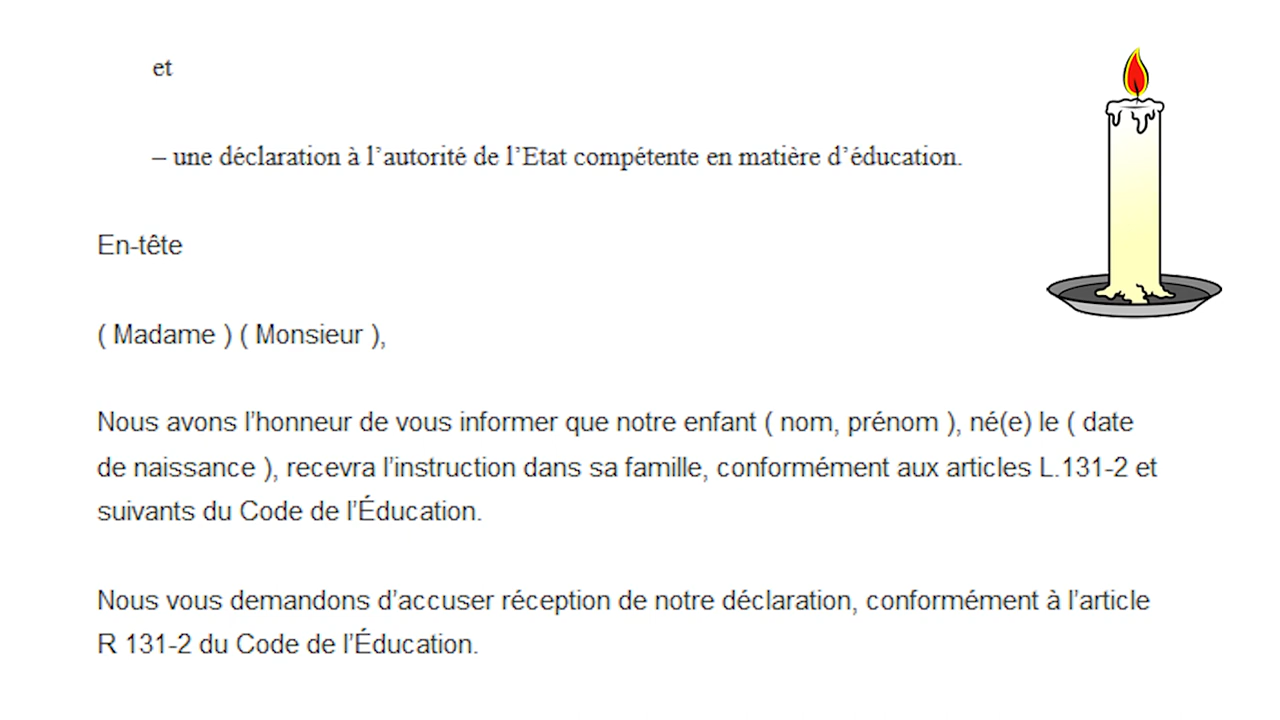 et
– une déclaration à l’autorité de l’Etat compétente en matière d’éducation.
En-tête
( Madame ) ( Monsieur ),
Nous avons l’honneur de vous informer que notre enfant ( nom, prénom ), né(e) le ( date
de naissance ), recevra l’instruction dans sa famille, conformément aux articles L.131-2 et
suivants du Code de l’Éducation.
Nous vous demandons d’accuser réception de notre déclaration, conformément à l’article
R 131-2 du Code de l’Éducation.